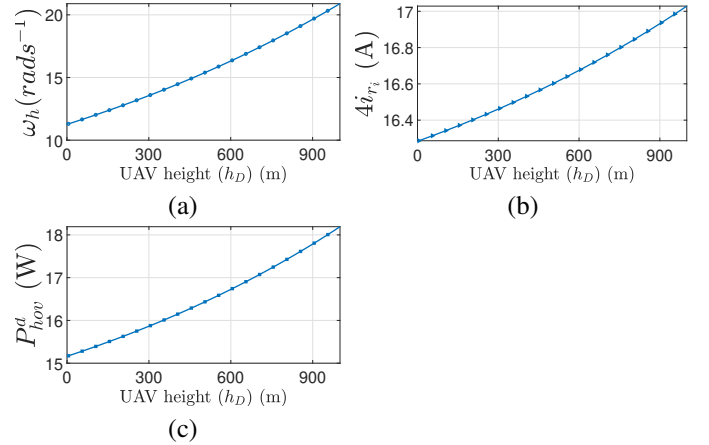 20
15
10
ω_h(rads⁻¹)
0 300 600 900
UAV height (h_D) (m)
(a)
17
16.8
16.6
16.4
4i_{r_i} (A)
0 300 600 900
UAV height (h_D) (m)
(b)
18
17
16
15
P^d_{hov} (W)
0 300 600 900
UAV height (h_D) (m)
(c)